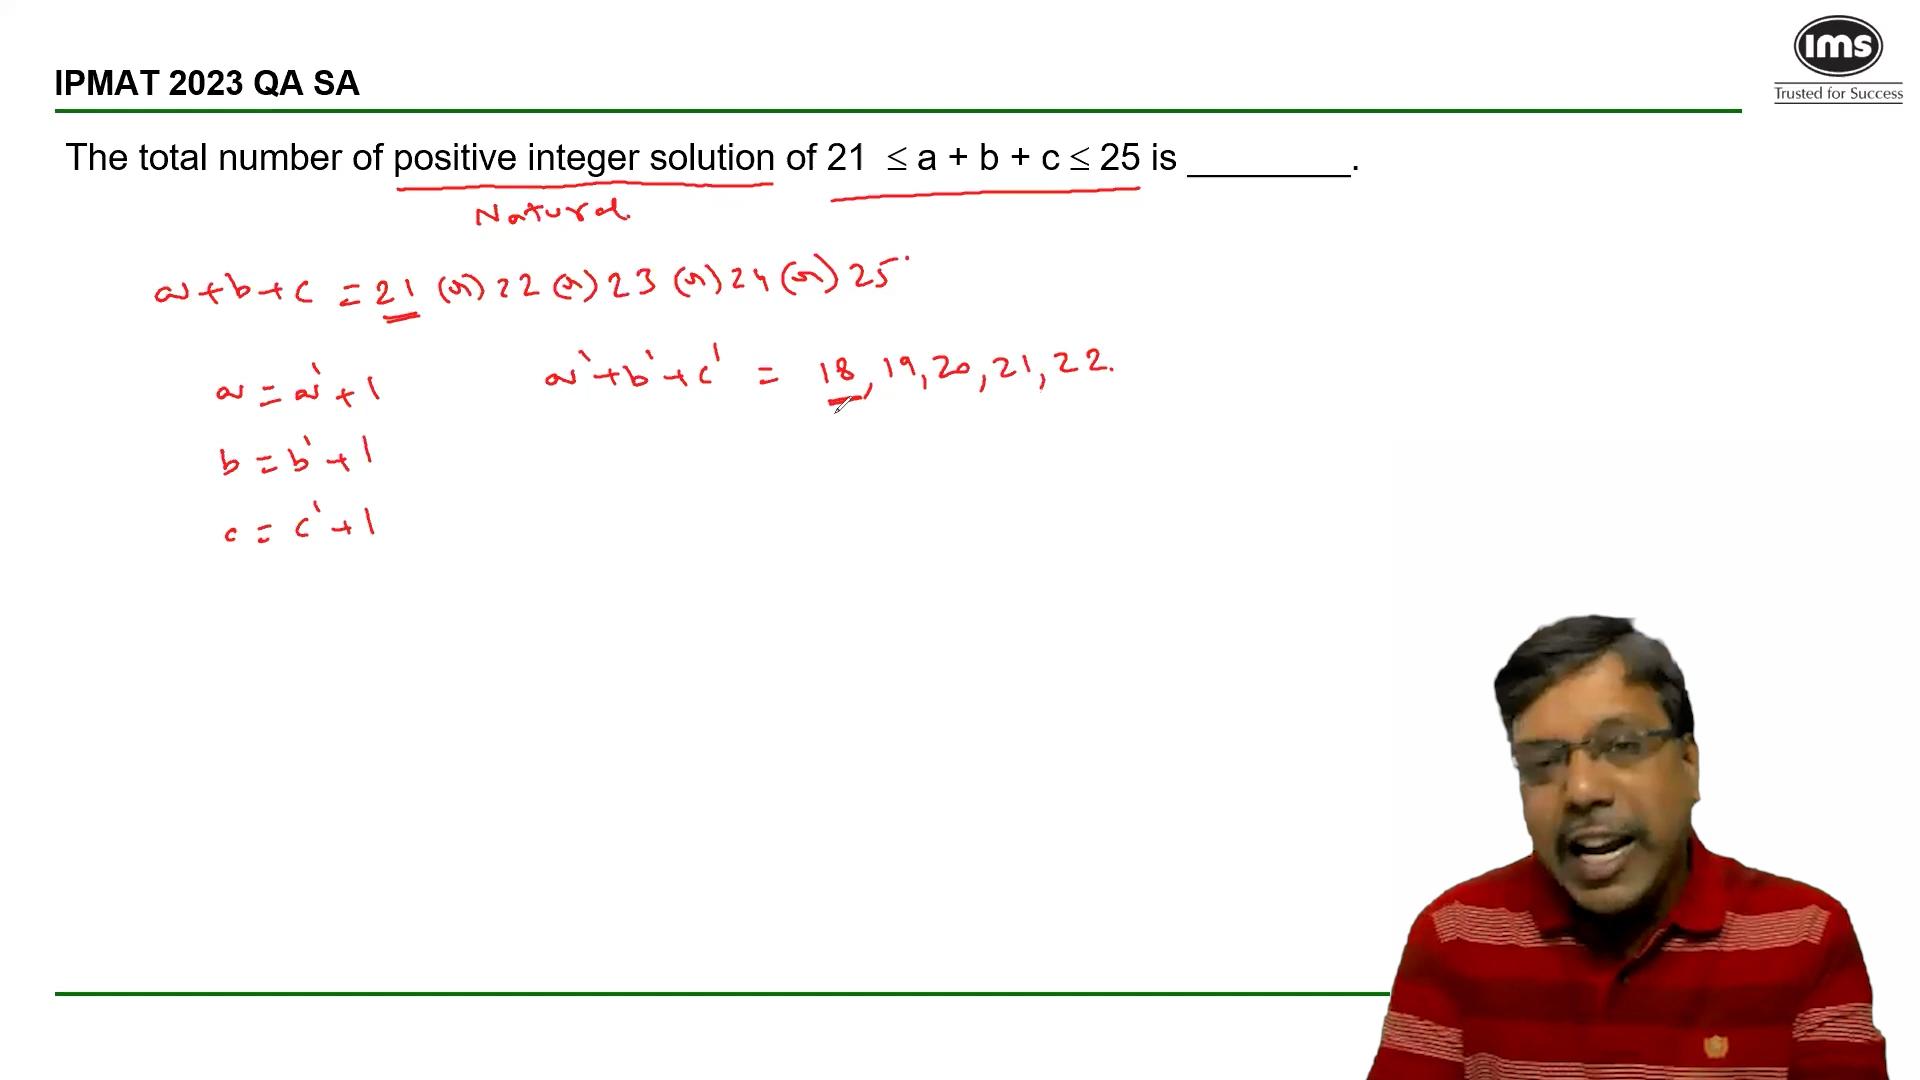 IMS
Trusted for Success
IPMAT 2023 QA SA
The total number of positive integer solution of 21 ≤ a + b + c ≤ 25 is ________.
Natural
a+b+c = 21 (or) 22 (or) 23 (or) 24 (or) 25
a = a' + 1
a' + b' + c' = 18, 19, 20, 21, 22.
b = b' + 1
c = c' + 1